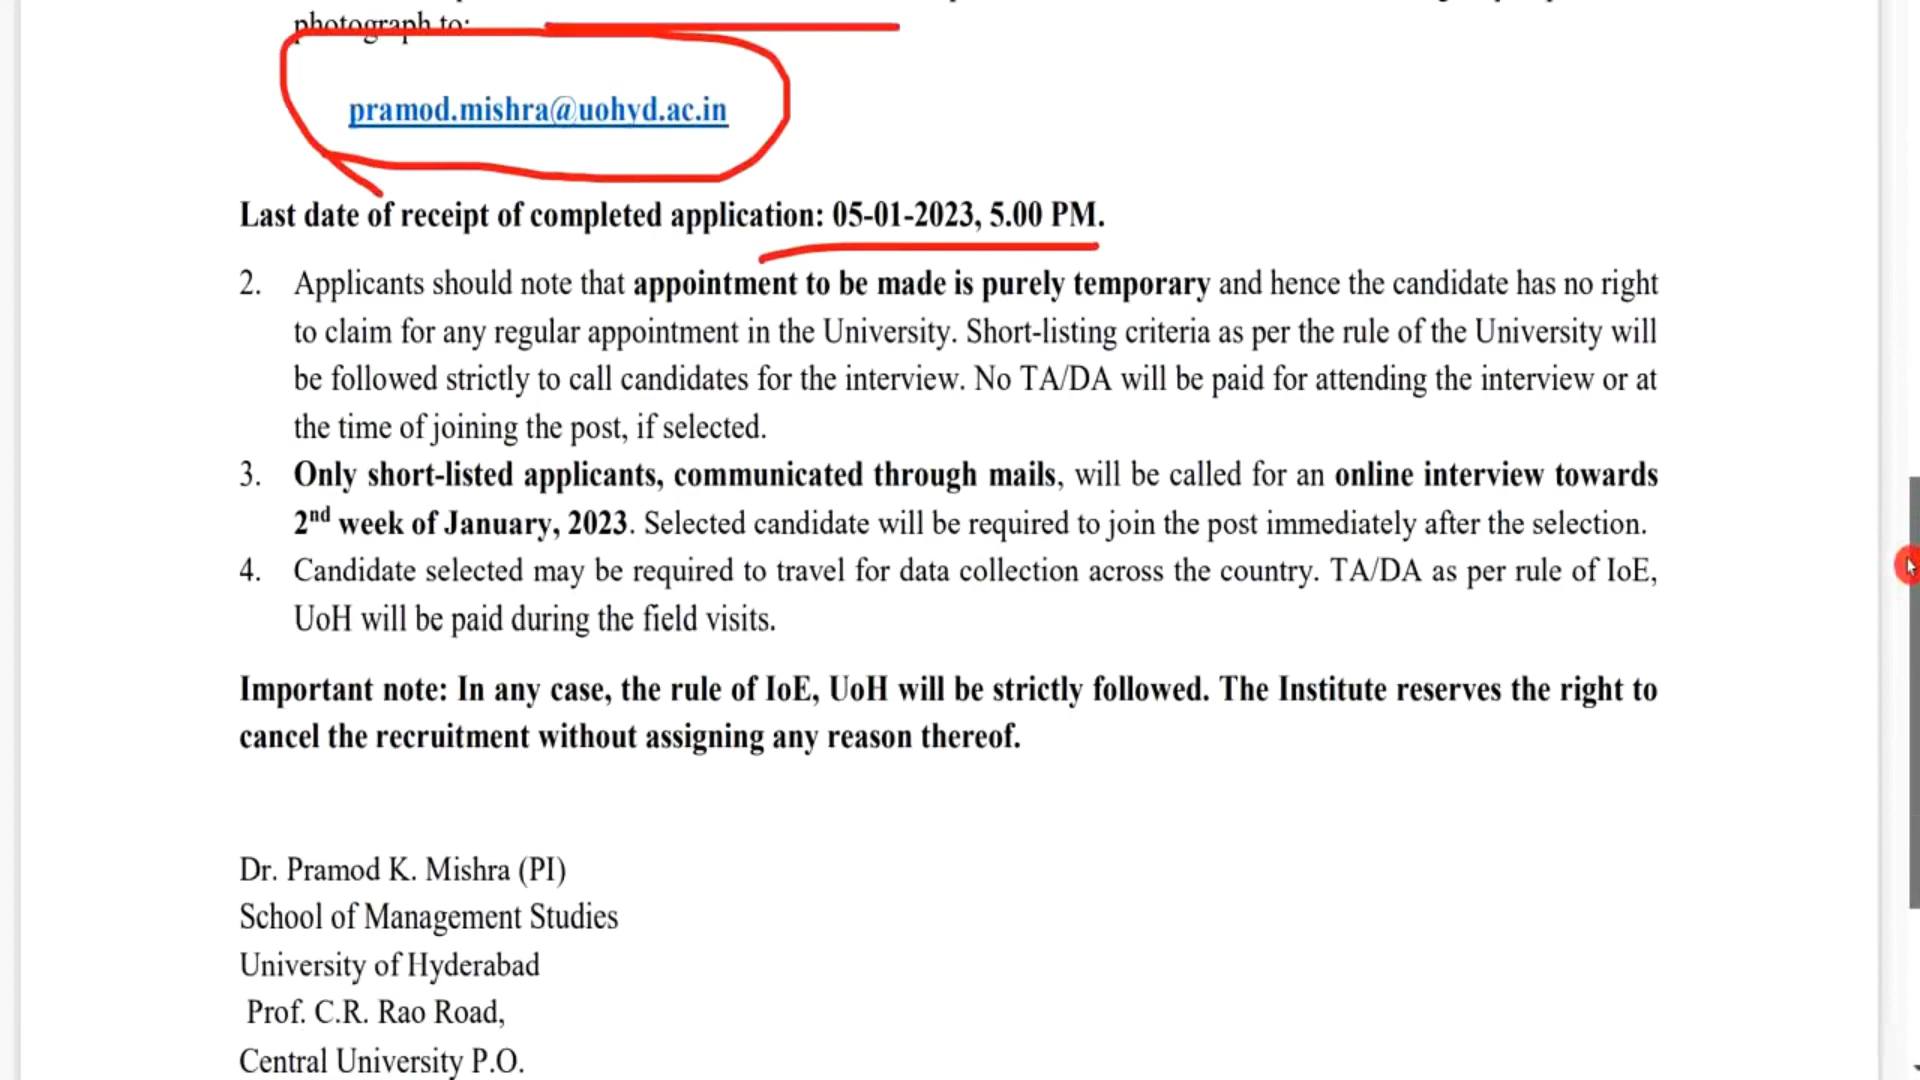 photograph to:
pramod.mishra@uohyd.ac.in
Last date of receipt of completed application: 05-01-2023, 5.00 PM.
2. Applicants should note that appointment to be made is purely temporary and hence the candidate has no right
to claim for any regular appointment in the University. Short-listing criteria as per the rule of the University will
be followed strictly to call candidates for the interview. No TA/DA will be paid for attending the interview or at
the time of joining the post, if selected.
3. Only short-listed applicants, communicated through mails, will be called for an online interview towards
2nd week of January, 2023. Selected candidate will be required to join the post immediately after the selection.
4. Candidate selected may be required to travel for data collection across the country. TA/DA as per rule of IoE,
UoH will be paid during the field visits.
Important note: In any case, the rule of IoE, UoH will be strictly followed. The Institute reserves the right to
cancel the recruitment without assigning any reason thereof.
Dr. Pramod K. Mishra (PI)
School of Management Studies
University of Hyderabad
Prof. C.R. Rao Road,
Central University P.O.